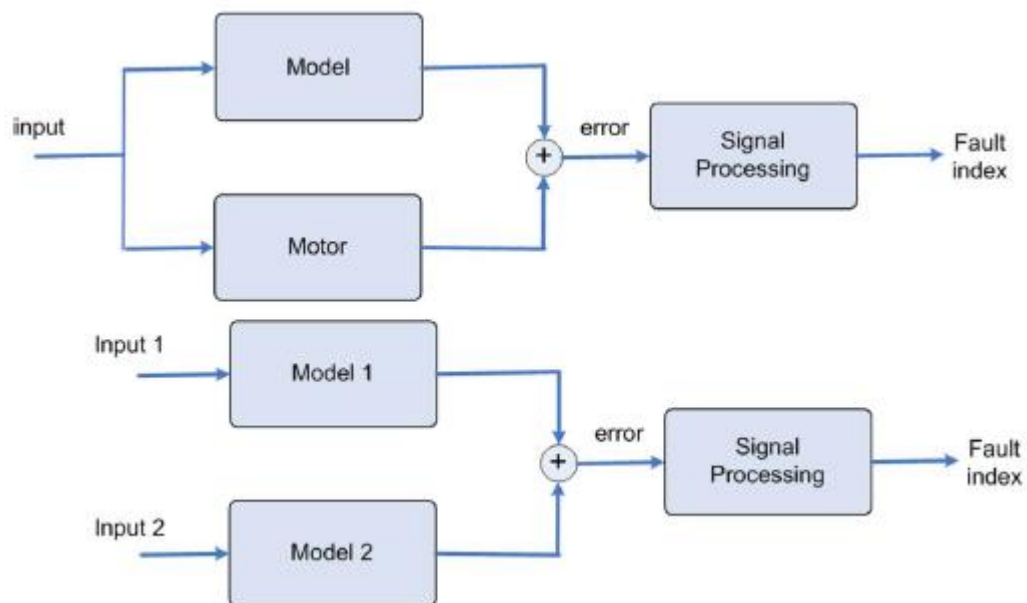 Model
input
+
error
Signal
Processing
Fault
index
Motor
Input 1
Model 1
+
error
Signal
Processing
Fault
index
Input 2
Model 2